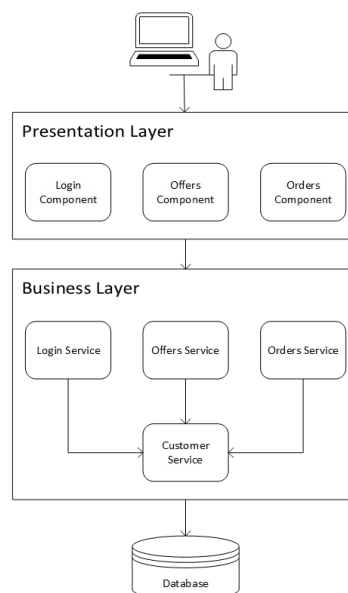 Presentation Layer
Login
Component
Offers
Component
Orders
Component
Business Layer
Login Service
Offers Service
Orders Service
Customer
Service
Database